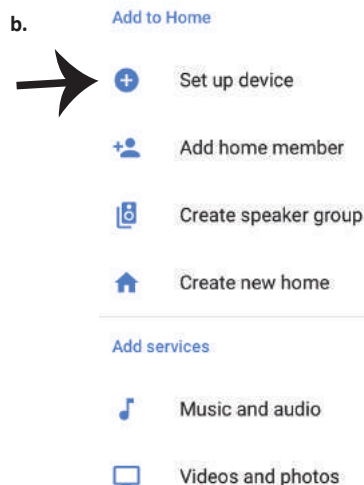 b.
Add to Home
Set up device
Add home member
Create speaker group
Create new home
Add services
Music and audio
Videos and photos